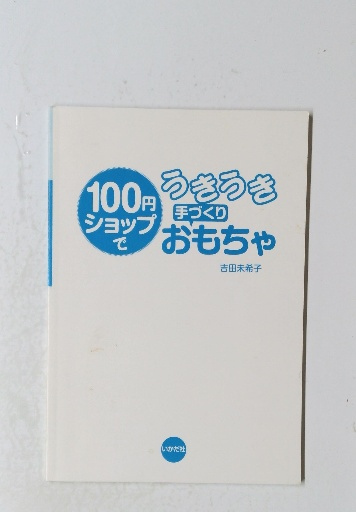 100円
ショップ
で
うきうき
手づくり
おもちゃ
吉田未希子
いかだ社